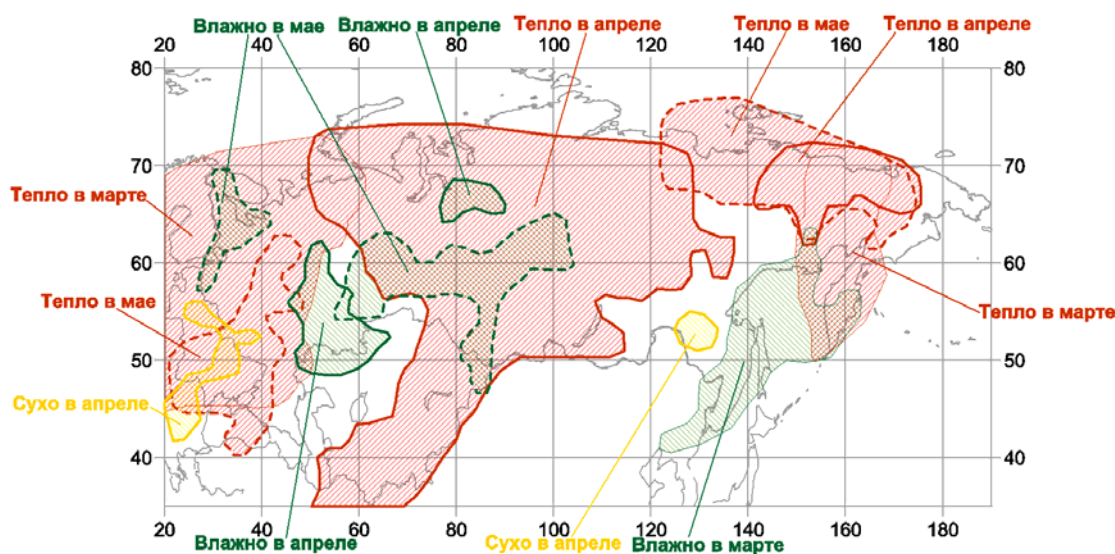 Влажно в мае
Влажно в апреле
Тепло в апреле
Тепло в мае
Тепло в апреле
20 40 60 80 100 120 140 160 180
80 80
70 70
Тепло в марте
60 60
Тепло в мае
Тепло в марте
50 50
Сухо в апреле
40 40
Влажно в апреле
Сухо в апреле
Влажно в марте
20 40 60 80 100 120 140 160 180